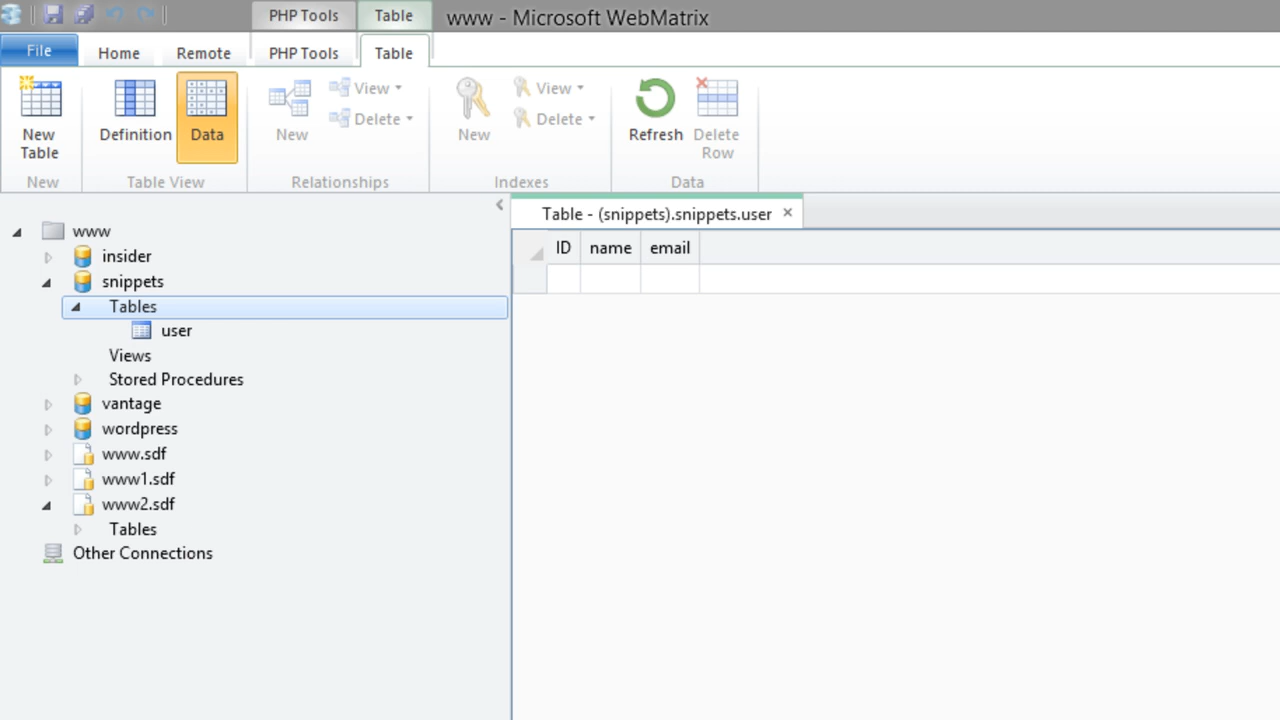 PHP Tools Table www - Microsoft WebMatrix
File Home Remote PHP Tools Table
New Table
Definition
Data
New
View
Delete
New
View
Delete
Refresh
Delete Row
New Table View Relationships Indexes Data
Table - (snippets).snippets.user
ID name email
www
insider
snippets
Tables
user
Views
Stored Procedures
vantage
wordpress
www.sdf
www1.sdf
www2.sdf
Tables
Other Connections